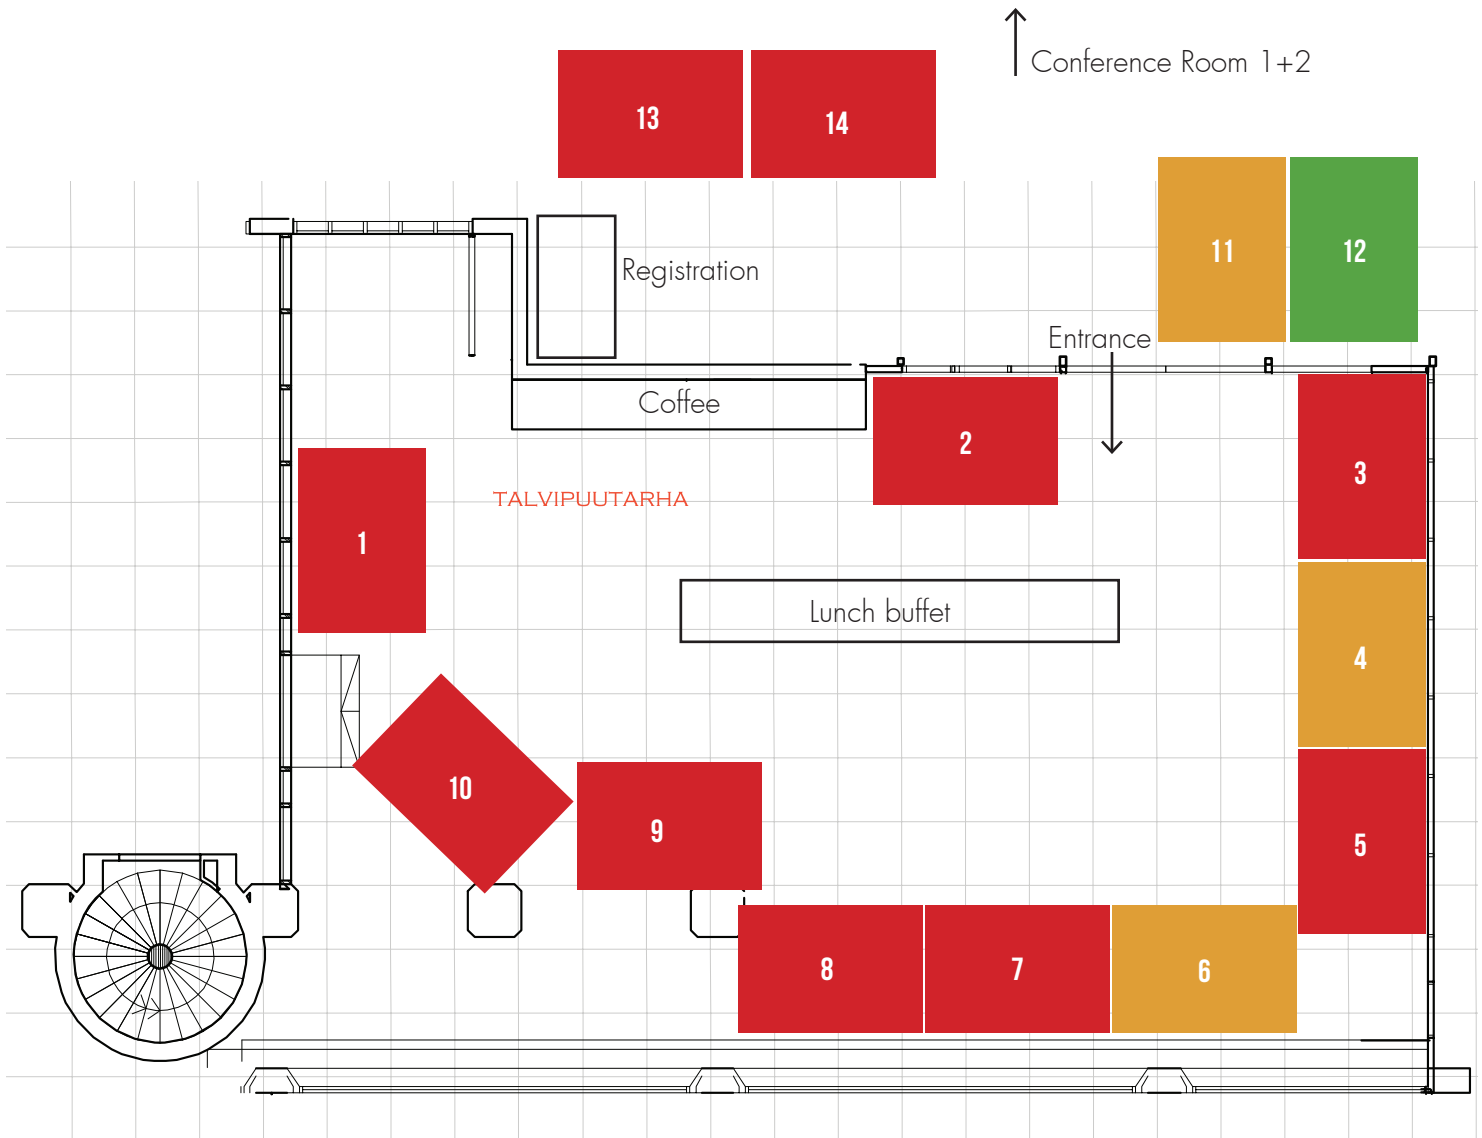 Conference Room 1+2
13
14
11
12
Registration
Entrance
Coffee
2
3
TALVIPUUTARHA
1
Lunch buffet
4
10
9
5
8
7
6